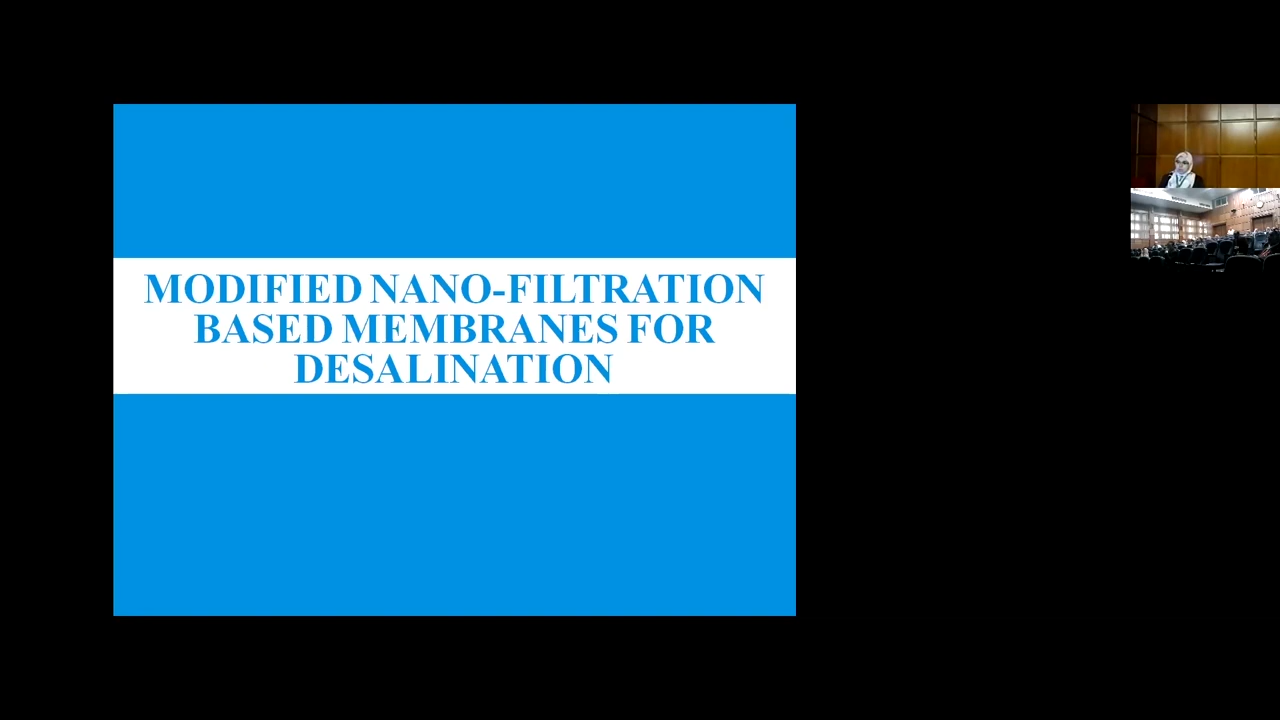 MODIFIED NANO-FILTRATION
BASED MEMBRANES FOR
DESALINATION